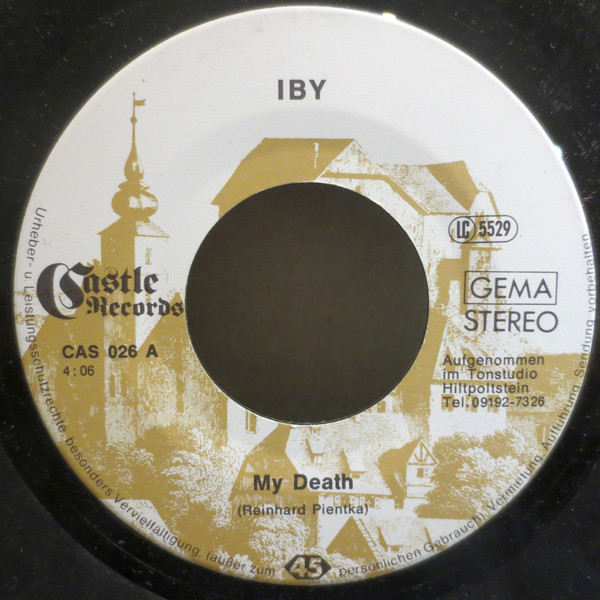 IBY
LC 5529
Castle
Records
GEMA
STEREO
CAS 026 A
4:06
Aufgenommen
im Tonstudio
Hiltpoltstein
Tel. 09192-7326
My Death
(Reinhard Pientka)
45
Urheber- u. Leistungsschutzrechte, besonders Vervielfältigung, (außer zum persönlichen Gebrauch), Vermietung, Aufführung, Sendung vorbehalten